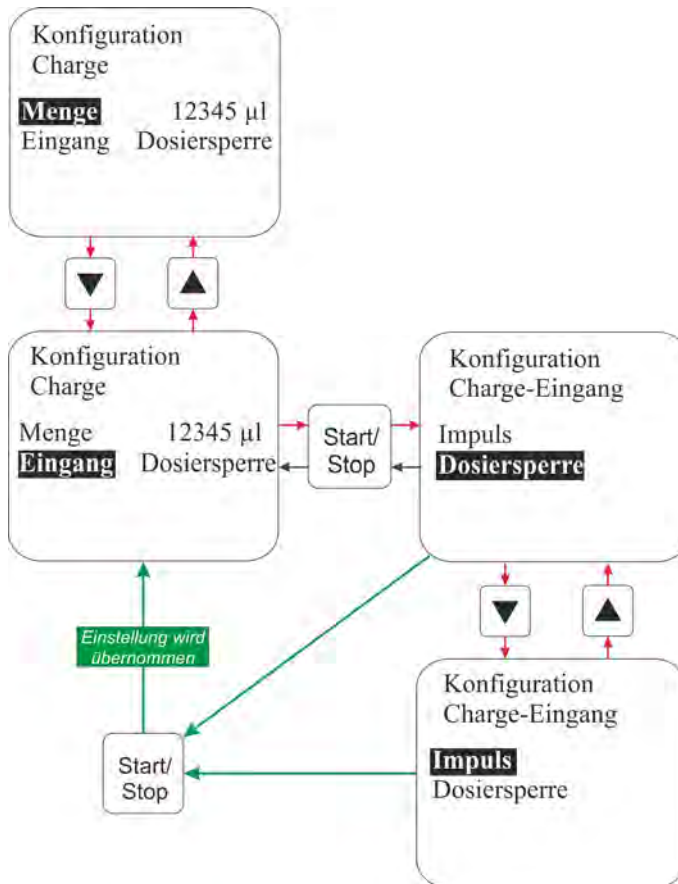 Konfiguration
Charge
Menge 12345 µl
Eingang Dosiersperre
Konfiguration
Charge
Menge 12345 µl
Eingang Dosiersperre
Start/
Stop
Konfiguration
Charge-Eingang
Impuls
Dosiersperre
Einstellung wird
übernommen
Start/
Stop
Konfiguration
Charge-Eingang
Impuls
Dosiersperre